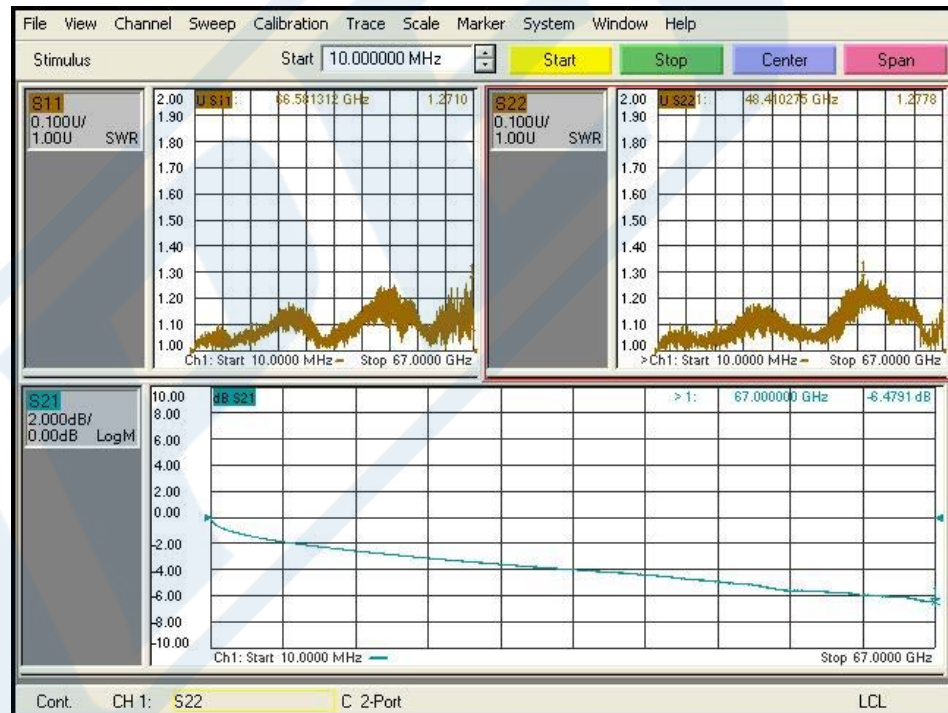 File View Channel Sweep Calibration Trace Scale Marker System Window Help
Stimulus Start 10.000000 MHz Start Stop Center Span
S11
0.100U/
1.00U SWR
2.00
1.90
1.80
1.70
1.60
1.50
1.40
1.30
1.20
1.10
1.00
U S11: 66.581312 GHz 1.2710
Ch1: Start 10.0000 MHz Stop 67.0000 GHz
S22
0.100U/
1.00U SWR
2.00
1.90
1.80
1.70
1.60
1.50
1.40
1.30
1.20
1.10
1.00
U S221: 48.410275 GHz 1.2778
>Ch1: Start 10.0000 MHz Stop 67.0000 GHz
S21
2.000dB/
0.00dB LogM
10.00
8.00
6.00
4.00
2.00
0.00
-2.00
-4.00
-6.00
-8.00
-10.00
dB S21 > 1: 67.000000 GHz -6.4791 dB
Ch1: Start 10.0000 MHz Stop 67.0000 GHz
Cont. CH 1: S22 C 2-Port LCL